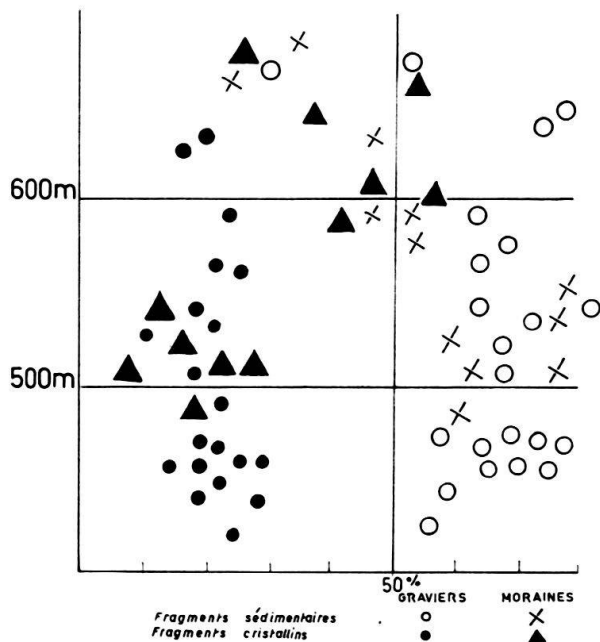 600m
500m
50%
GRAVIERS MORAINES
Fragments sédimentaires
Fragments cristallins